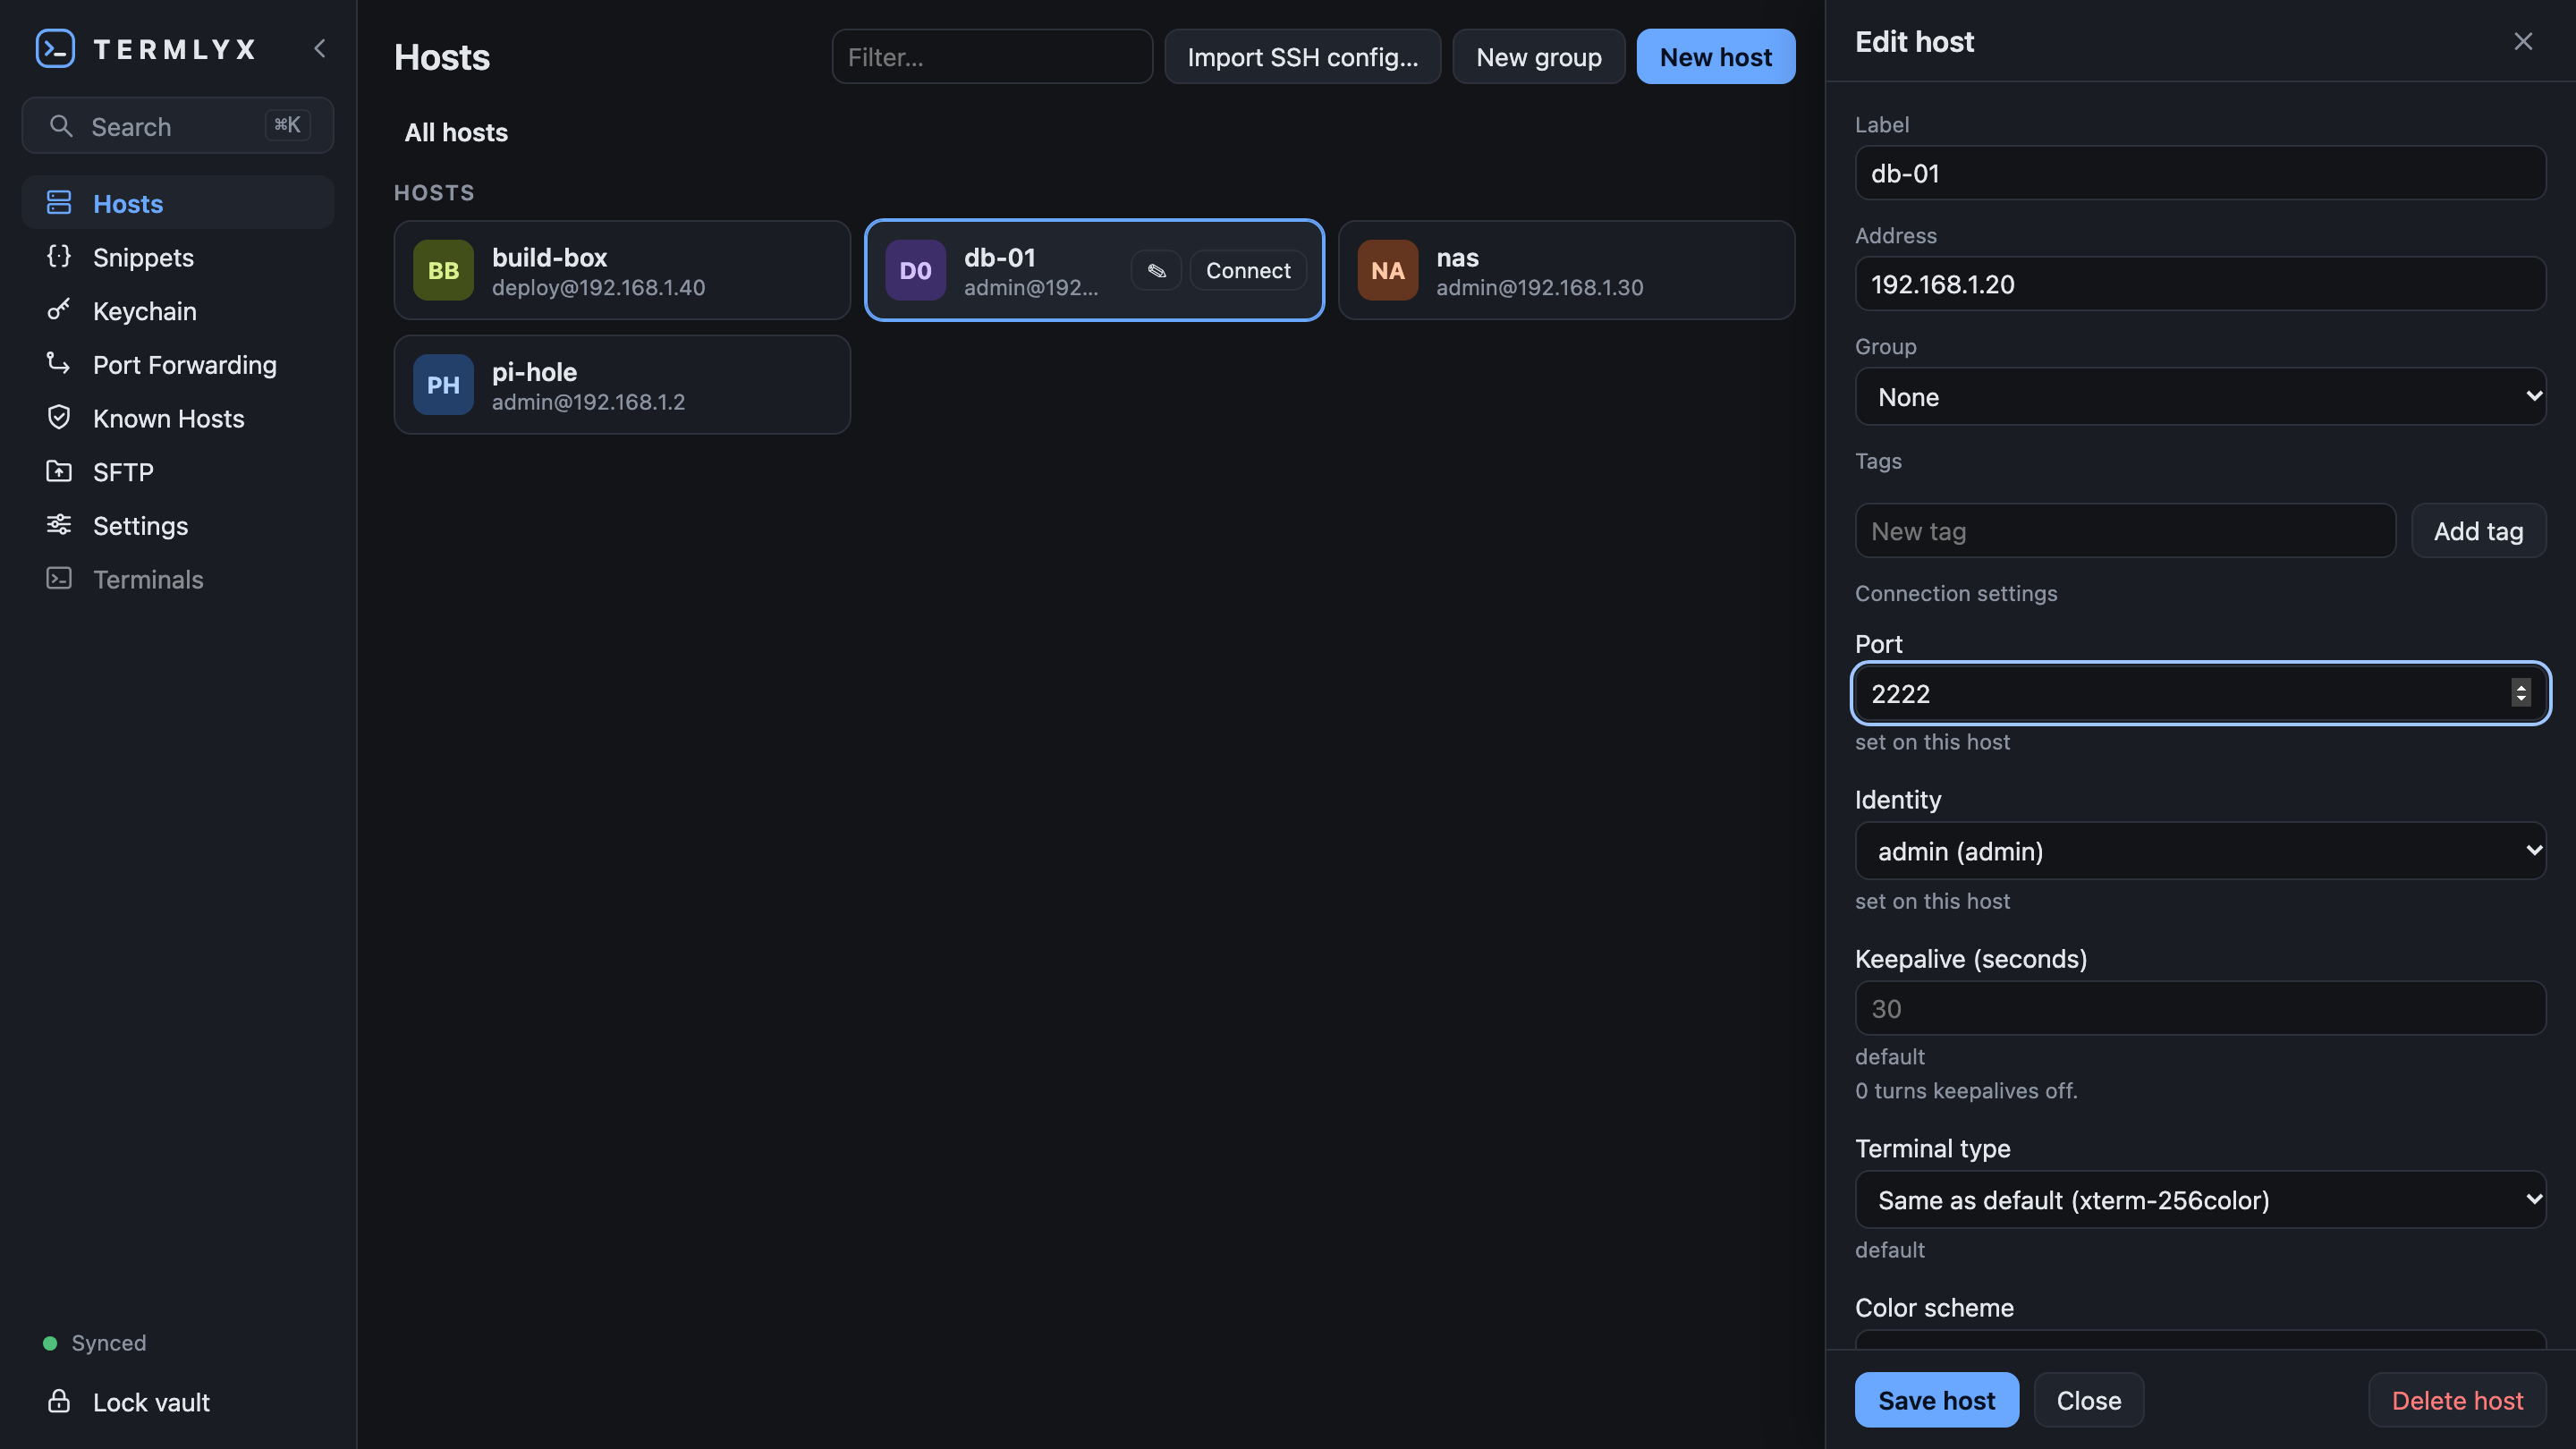 TERMLYX
Search
⌘K
Hosts
Snippets
Keychain
Port Forwarding
Known Hosts
SFTP
Settings
Terminals
Synced
Lock vault
Hosts
Filter...
Import SSH config...
New group
New host
All hosts
HOSTS
BB
build-box
deploy@192.168.1.40
D0
db-01
admin@192...
✎
Connect
NA
nas
admin@192.168.1.30
PH
pi-hole
admin@192.168.1.2
Edit host
Label
db-01
Address
192.168.1.20
Group
None
Tags
New tag
Add tag
Connection settings
Port
2222
set on this host
Identity
admin (admin)
set on this host
Keepalive (seconds)
30
default
0 turns keepalives off.
Terminal type
Same as default (xterm-256color)
default
Color scheme
Save host
Close
Delete host